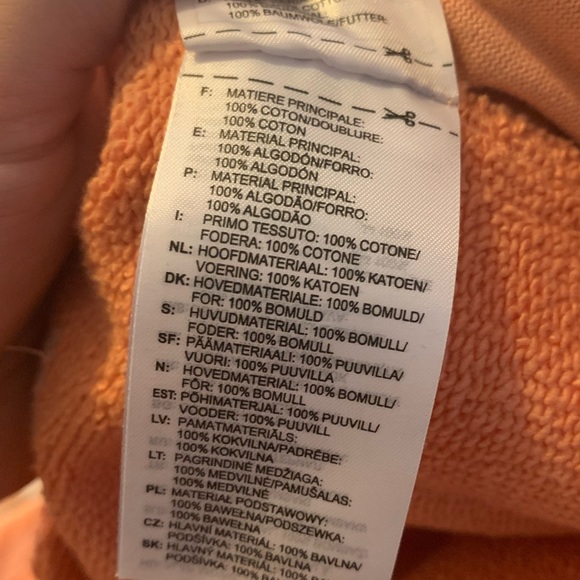 100% BAUMWOLLE/FUTTER:
F: MATIERE PRINCIPALE:
100% COTON/DOUBLURE:
100% COTON
E: MATERIAL PRINCIPAL:
100% ALGODÓN/FORRO:
100% ALGODÓN
P: MATERIAL PRINCIPAL:
100% ALGODÃO/FORRO:
100% ALGODÃO
I: PRIMO TESSUTO: 100% COTONE/
FODERA: 100% COTONE
NL: HOOFDMATERIAAL: 100% KATOEN/
VOERING: 100% KATOEN
DK: HOVEDMATERIALE: 100% BOMULD/
FOR: 100% BOMULD
S: HUVUDMATERIAL: 100% BOMULL/
FODER: 100% BOMULL
SF: PÄÄMATERIAALI: 100% PUUVILLA/
VUORI: 100% PUUVILLA
N: HOVEDMATERIAL: 100% BOMULL/
FÔR: 100% BOMULL
EST: PÕHIMATERJAL: 100% PUUVILL/
VOODER: 100% PUUVILL
LV: PAMATMATERIĀLS:
100% KOKVILNA/PADRĒBE:
100% KOKVILNA
LT: PAGRINDINĖ MEDŽIAGA:
100% MEDVILNĖ/PAMUŠALAS:
100% MEDVILNĖ
PL: MATERIAŁ PODSTAWOWY:
100% BAWEŁNA/PODSZEWKA:
100% BAWEŁNA
CZ: HLAVNÍ MATERIÁL: 100% BAVLNA/
PODŠÍVKA: 100% BAVLNA
SK: HLAVNÝ MATERIÁL: 100% BAVLNA/
PODŠÍVKA: 100% BAVLNA